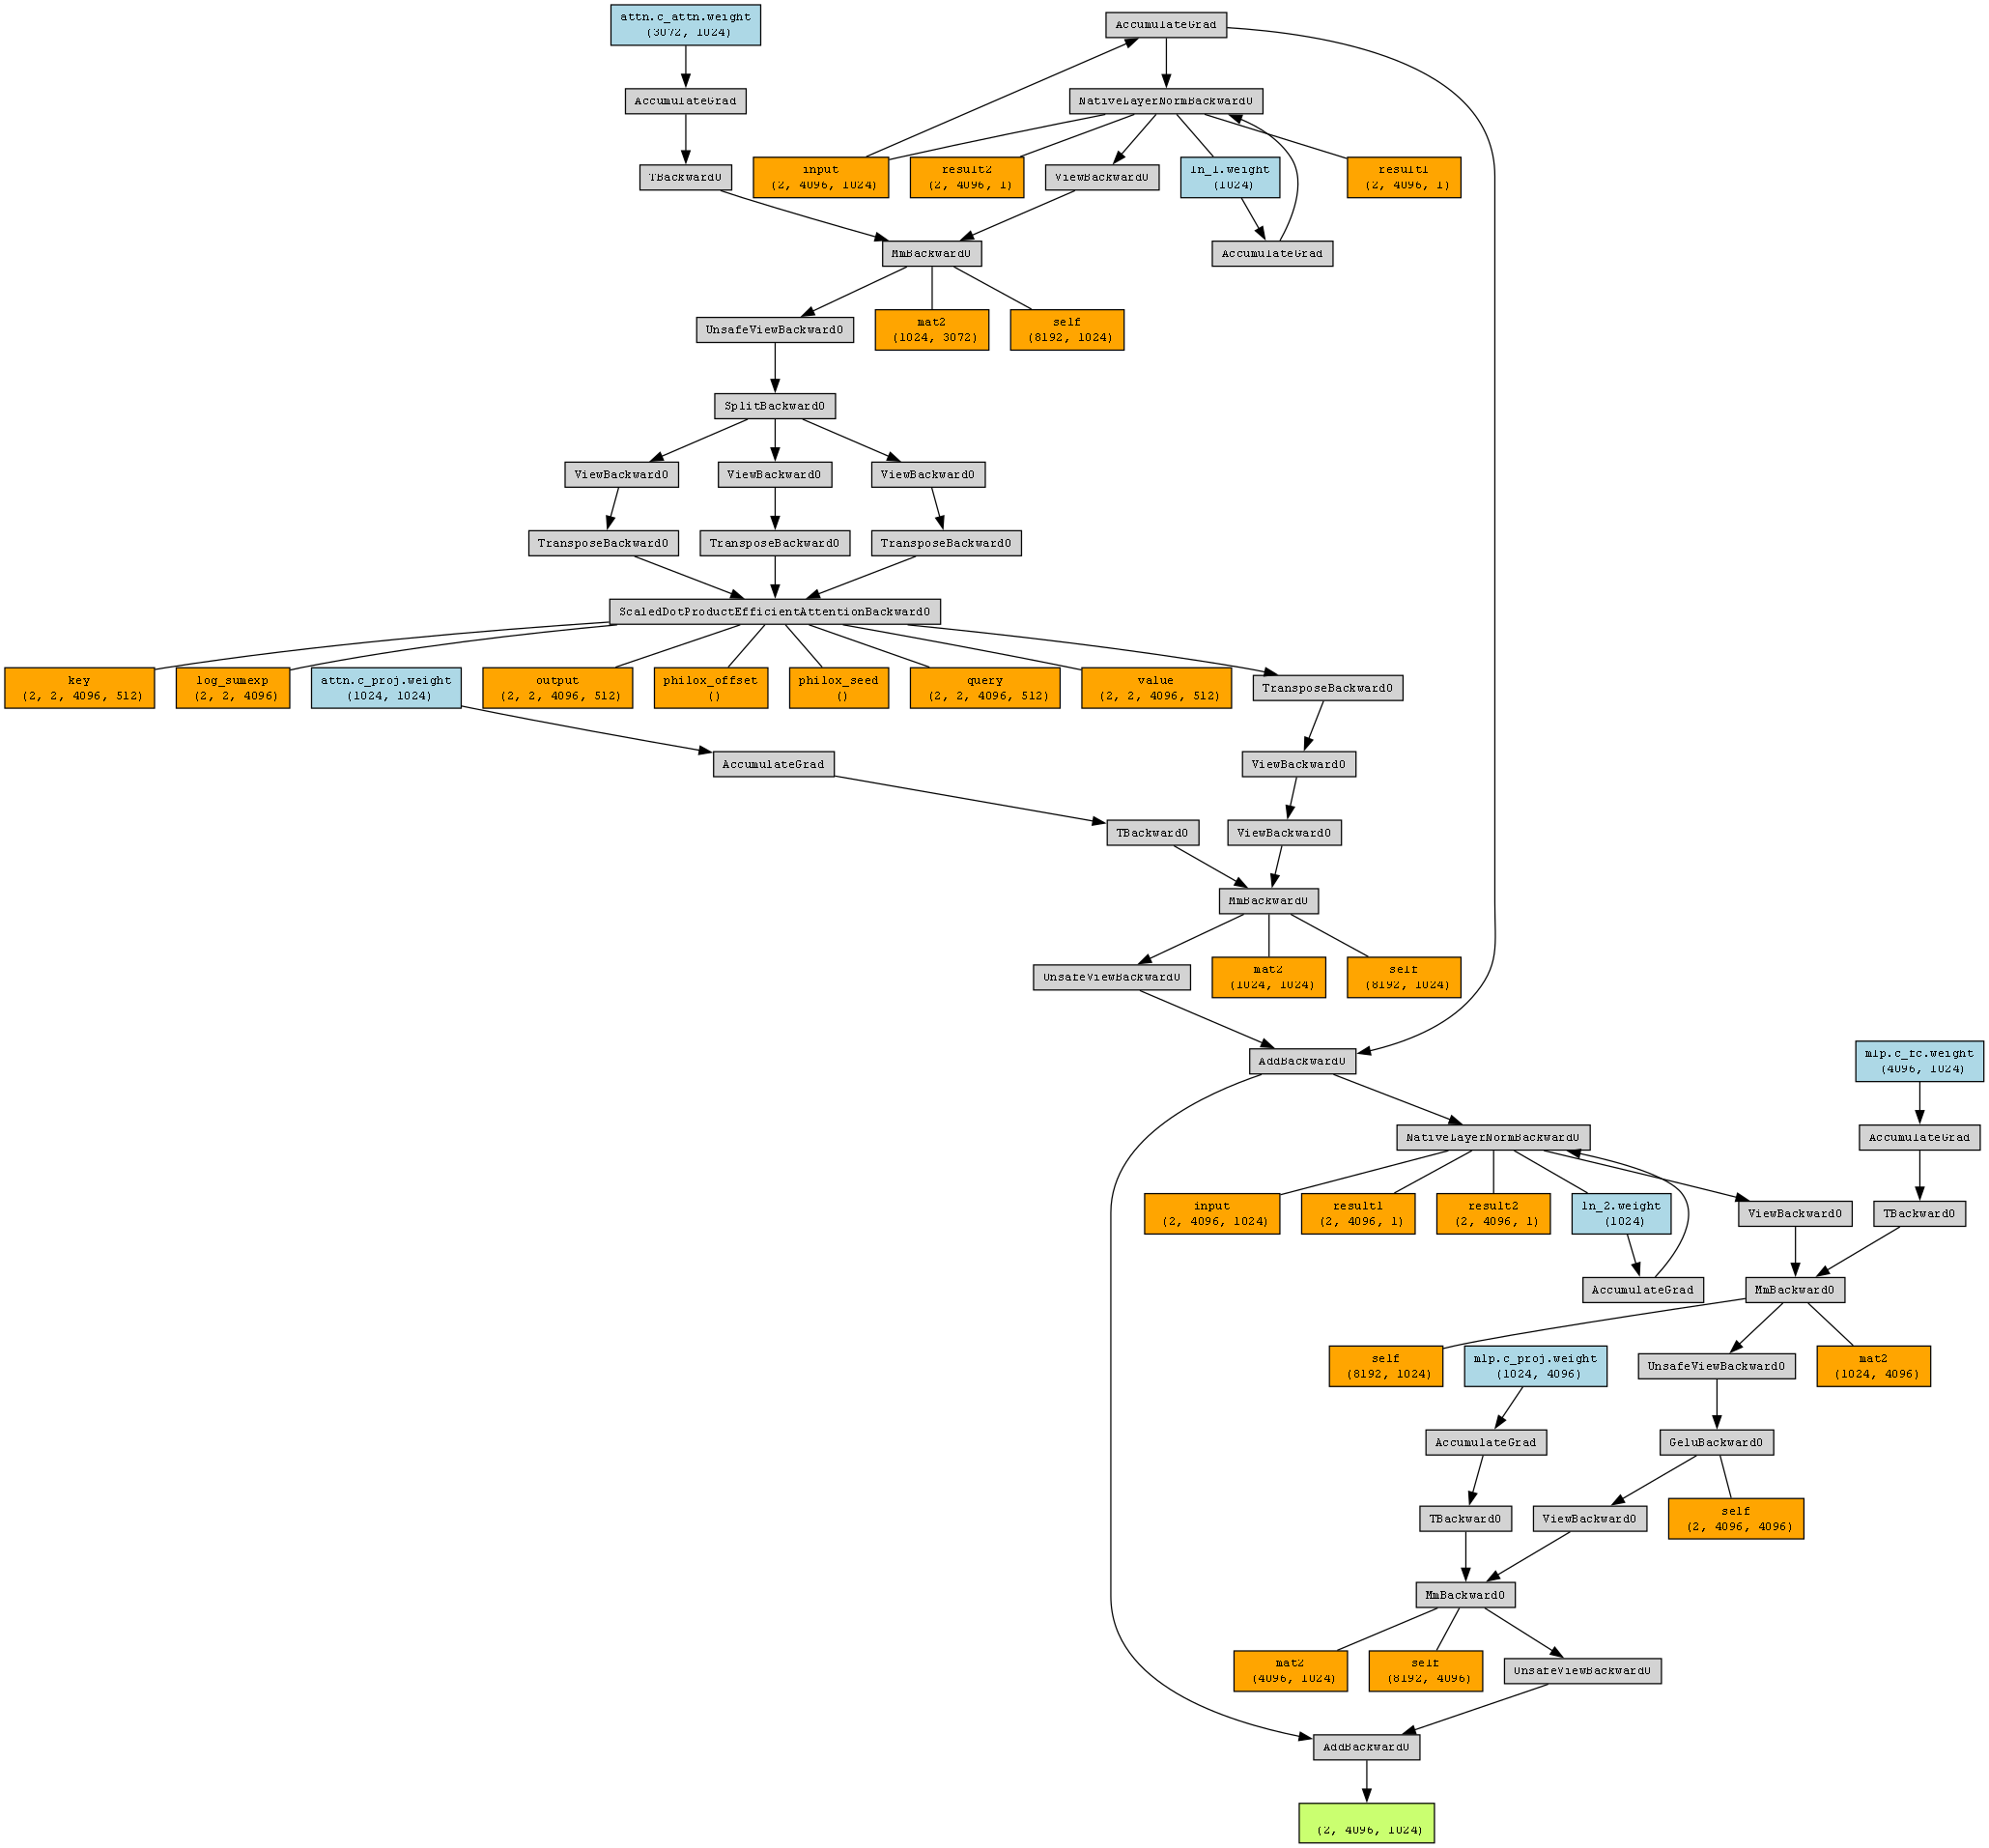 attn.c_attn.weight
(3072, 1024)
AccumulateGrad
AccumulateGrad
NativeLayerNormBackward0
TBackward0
input
(2, 4096, 1024)
result2
(2, 4096, 1)
ViewBackward0
ln_1.weight
(1024)
result1
(2, 4096, 1)
MmBackward0
AccumulateGrad
UnsafeViewBackward0
mat2
(1024, 3072)
self
(8192, 1024)
SplitBackward0
ViewBackward0
ViewBackward0
ViewBackward0
TransposeBackward0
TransposeBackward0
TransposeBackward0
ScaledDotProductEfficientAttentionBackward0
key
(2, 2, 4096, 512)
log_sumexp
(2, 2, 4096)
attn.c_proj.weight
(1024, 1024)
output
(2, 2, 4096, 512)
philox_offset
()
philox_seed
()
query
(2, 2, 4096, 512)
value
(2, 2, 4096, 512)
TransposeBackward0
AccumulateGrad
ViewBackward0
TBackward0
ViewBackward0
MmBackward0
UnsafeViewBackward0
mat2
(1024, 1024)
self
(8192, 1024)
AddBackward0
mlp.c_fc.weight
(4096, 1024)
NativeLayerNormBackward0
AccumulateGrad
input
(2, 4096, 1024)
result1
(2, 4096, 1)
result2
(2, 4096, 1)
ln_2.weight
(1024)
ViewBackward0
TBackward0
AccumulateGrad
MmBackward0
self
(8192, 1024)
mlp.c_proj.weight
(1024, 4096)
UnsafeViewBackward0
mat2
(1024, 4096)
AccumulateGrad
GeluBackward0
TBackward0
ViewBackward0
self
(2, 4096, 4096)
MmBackward0
mat2
(4096, 1024)
self
(8192, 4096)
UnsafeViewBackward0
AddBackward0
(2, 4096, 1024)